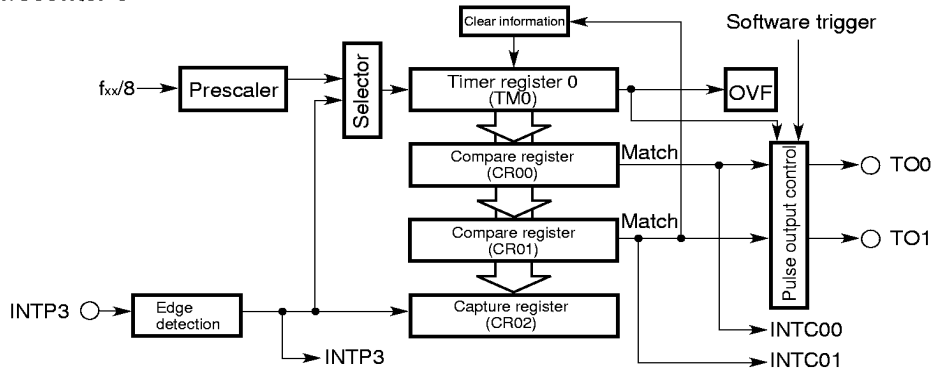 Clear information
Software trigger
fxx/8
Prescaler
Selector
Timer register 0
(TM0)
OVF
Compare register
(CR00)
Match
Pulse output control
TO0
Compare register
(CR01)
Match
TO1
INTP3
Edge
detection
Capture register
(CR02)
INTC00
INTP3
INTC01